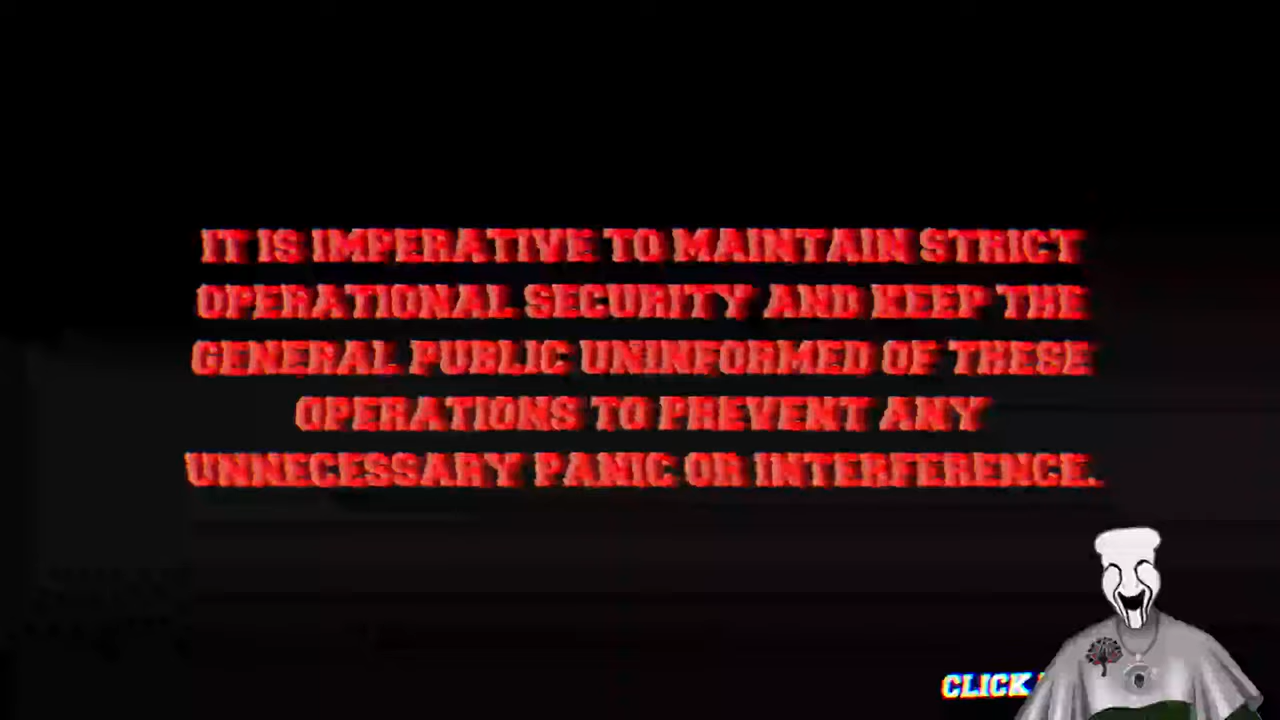 IT IS IMPERATIVE TO MAINTAIN STRICT
OPERATIONAL SECURITY AND KEEP THE
GENERAL PUBLIC UNINFORMED OF THESE
OPERATIONS TO PREVENT ANY
UNNECESSARY PANIC OR INTERFERENCE.
CLICK